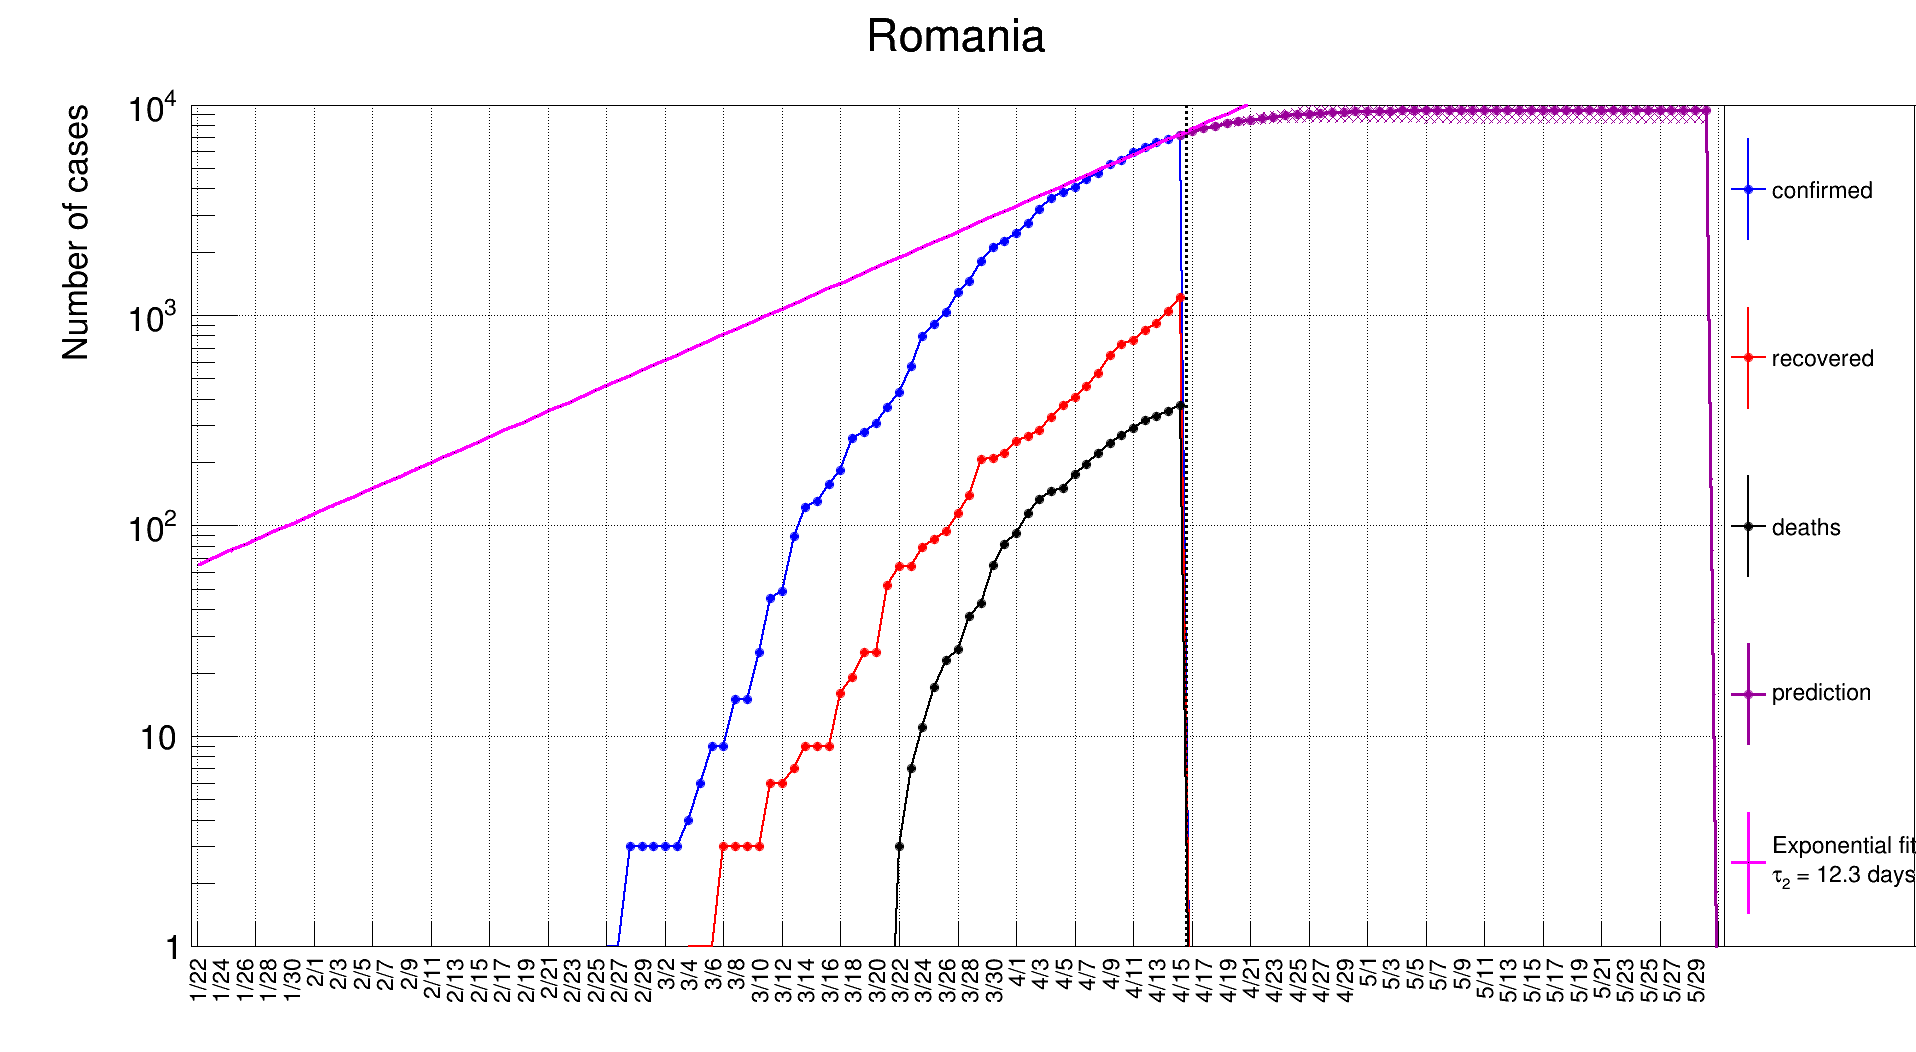 Romania
Number of cases
10⁴
10³
10²
10
1
1/22 1/24 1/26 1/28 1/30 2/1 2/3 2/5 2/7 2/9 2/11 2/13 2/15 2/17 2/19 2/21 2/23 2/25 2/27 2/29 3/2 3/4 3/6 3/8 3/10 3/12 3/14 3/16 3/18 3/20 3/22 3/24 3/26 3/28 3/30 4/1 4/3 4/5 4/7 4/9 4/11 4/13 4/15 4/17 4/19 4/21 4/23 4/25 4/27 4/29 5/1 5/3 5/5 5/7 5/9 5/11 5/13 5/15 5/17 5/19 5/21 5/23 5/25 5/27 5/29
confirmed
recovered
deaths
prediction
Exponential fit
τ₂ = 12.3 days